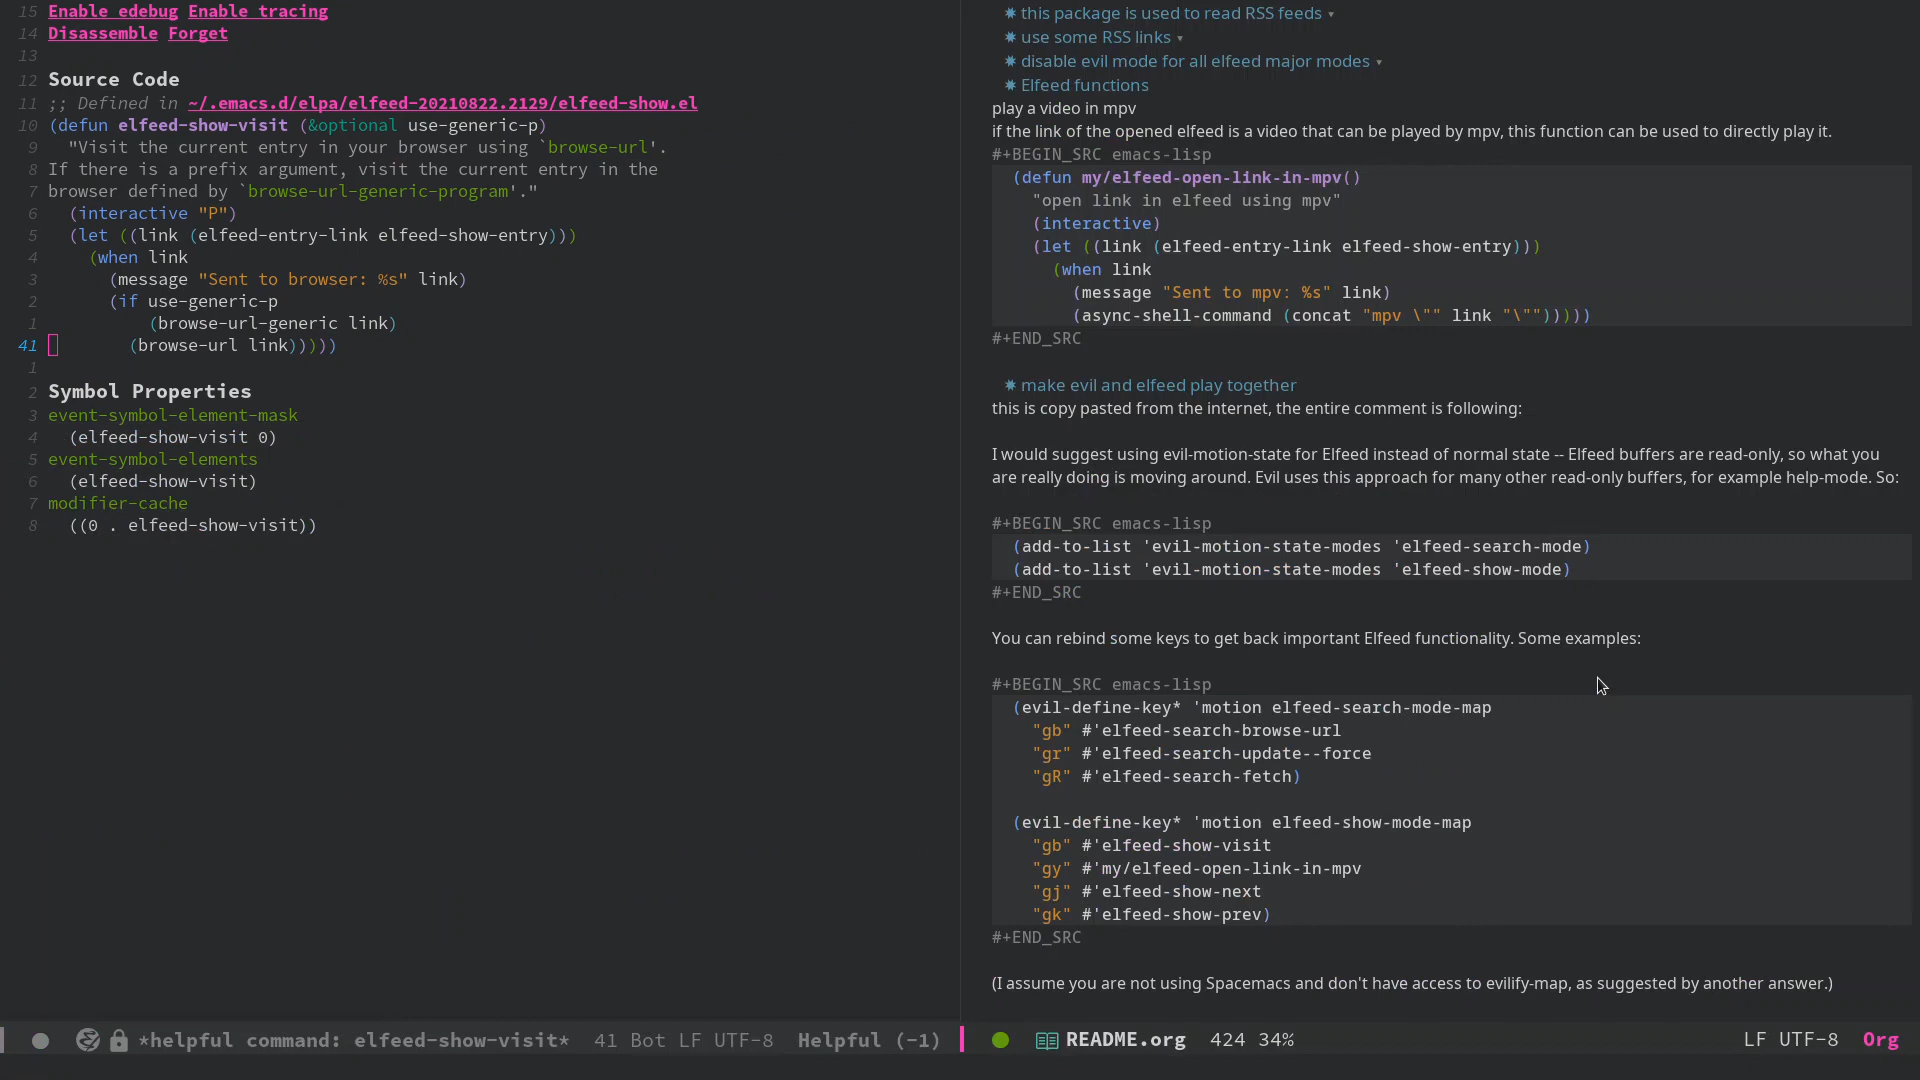 15 Enable edebug Enable tracing
14 Disassemble Forget
13
12 Source Code
11 ;; Defined in ~/.emacs.d/elpa/elfeed-20210822.2129/elfeed-show.el
10 (defun elfeed-show-visit (&optional use-generic-p)
9 "Visit the current entry in your browser using `browse-url'.
8 If there is a prefix argument, visit the current entry in the
7 browser defined by `browse-url-generic-program'."
6 (interactive "P")
5 (let ((link (elfeed-entry-link elfeed-show-entry)))
4 (when link
3 (message "Sent to browser: %s" link)
2 (if use-generic-p
1 (browse-url-generic link)
41 (browse-url link)))))
1
2 Symbol Properties
3 event-symbol-element-mask
4 (elfeed-show-visit 0)
5 event-symbol-elements
6 (elfeed-show-visit)
7 modifier-cache
8 ((0 . elfeed-show-visit))
*helpful command: elfeed-show-visit* 41 Bot LF UTF-8 Helpful (-1)
✸ this package is used to read RSS feeds ▾
✸ use some RSS links ▾
✸ disable evil mode for all elfeed major modes ▾
✸ Elfeed functions
play a video in mpv
if the link of the opened elfeed is a video that can be played by mpv, this function can be used to directly play it.
#+BEGIN_SRC emacs-lisp
(defun my/elfeed-open-link-in-mpv()
"open link in elfeed using mpv"
(interactive)
(let ((link (elfeed-entry-link elfeed-show-entry)))
(when link
(message "Sent to mpv: %s" link)
(async-shell-command (concat "mpv \"" link "\"")))))
#+END_SRC
✸ make evil and elfeed play together
this is copy pasted from the internet, the entire comment is following:
I would suggest using evil-motion-state for Elfeed instead of normal state -- Elfeed buffers are read-only, so what you
are really doing is moving around. Evil uses this approach for many other read-only buffers, for example help-mode. So:
#+BEGIN_SRC emacs-lisp
(add-to-list 'evil-motion-state-modes 'elfeed-search-mode)
(add-to-list 'evil-motion-state-modes 'elfeed-show-mode)
#+END_SRC
You can rebind some keys to get back important Elfeed functionality. Some examples:
#+BEGIN_SRC emacs-lisp
(evil-define-key* 'motion elfeed-search-mode-map
"gb" #'elfeed-search-browse-url
"gr" #'elfeed-search-update--force
"gR" #'elfeed-search-fetch)
(evil-define-key* 'motion elfeed-show-mode-map
"gb" #'elfeed-show-visit
"gy" #'my/elfeed-open-link-in-mpv
"gj" #'elfeed-show-next
"gk" #'elfeed-show-prev)
#+END_SRC
(I assume you are not using Spacemacs and don't have access to evilify-map, as suggested by another answer.)
README.org 424 34% LF UTF-8 Org